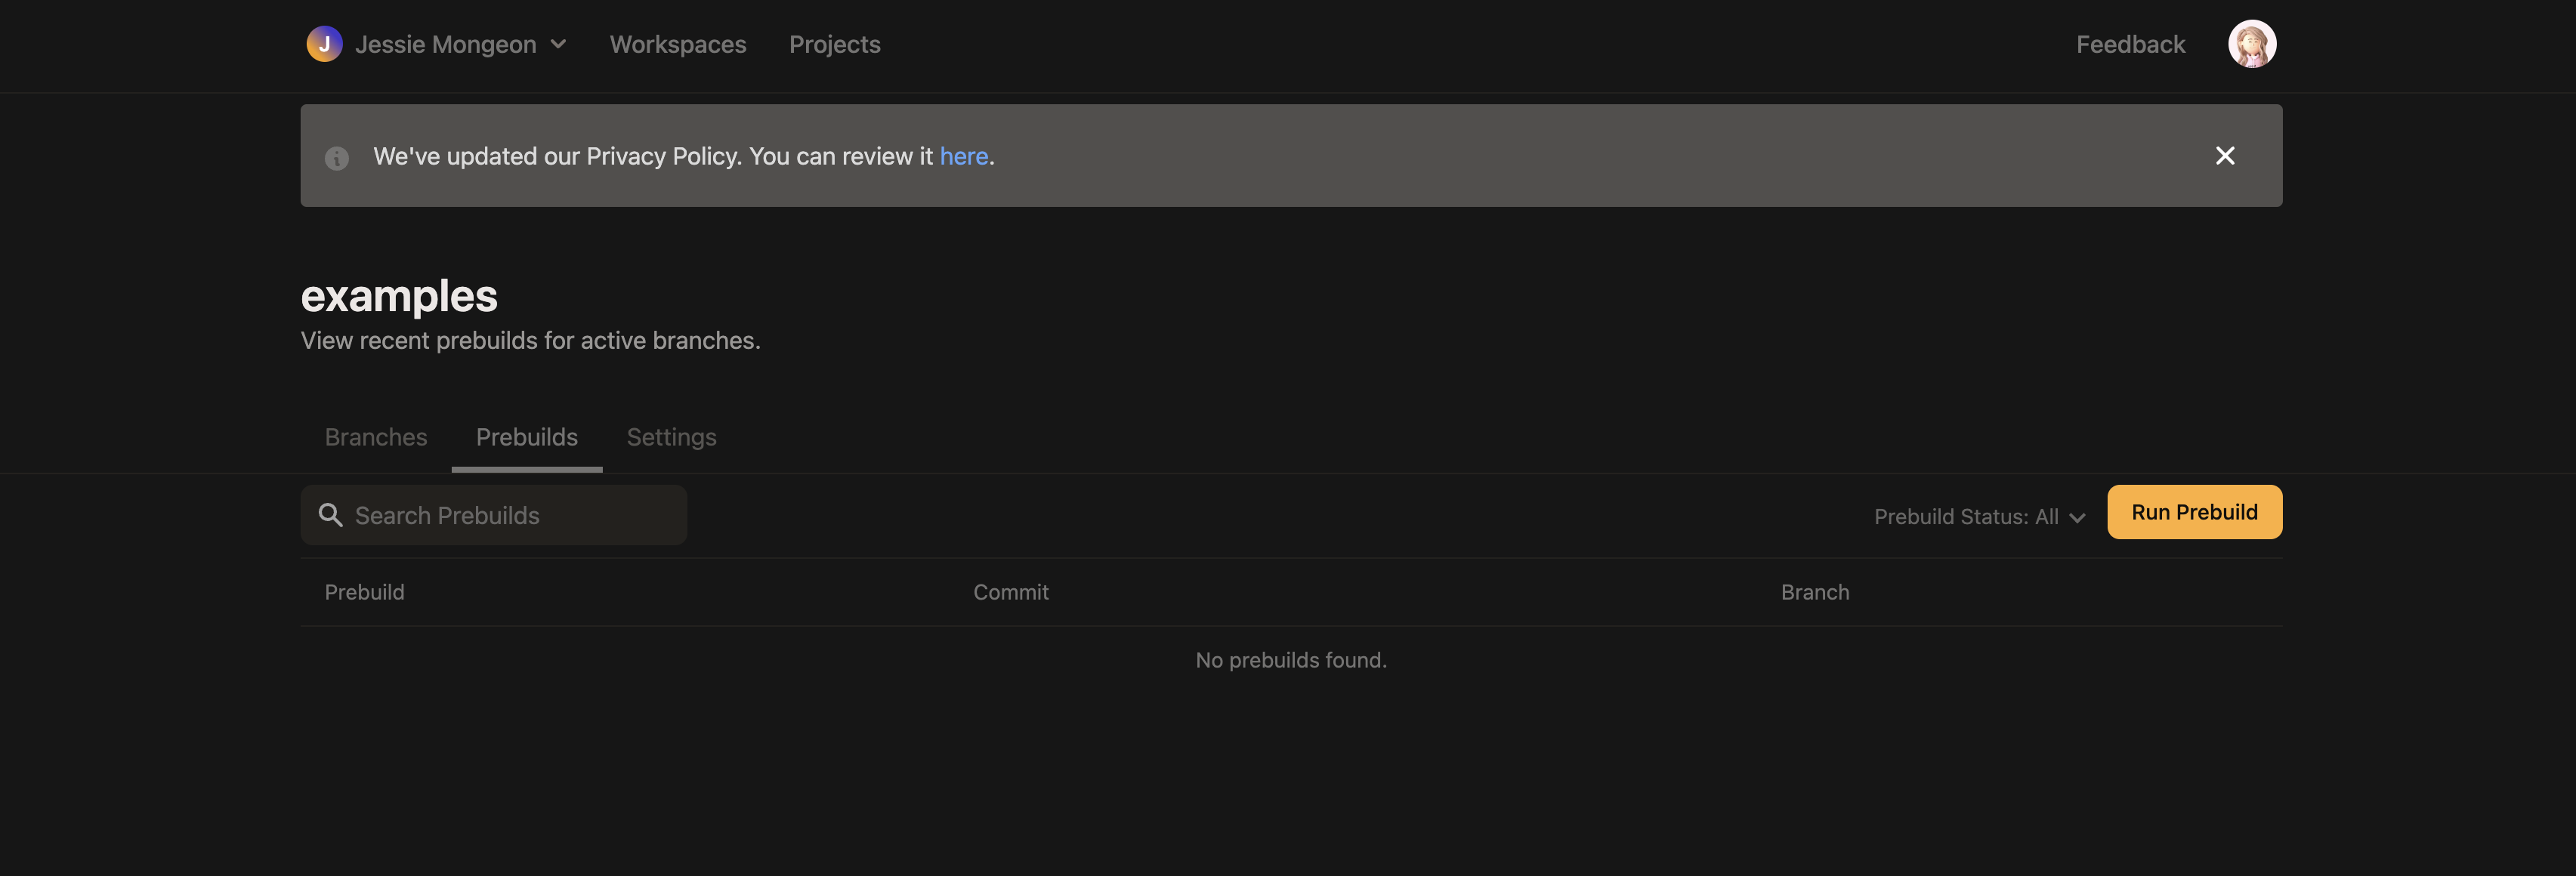 J Jessie Mongeon Workspaces Projects Feedback
We've updated our Privacy Policy. You can review it here.
examples
View recent prebuilds for active branches.
Branches Prebuilds Settings
Search Prebuilds Prebuild Status: All Run Prebuild
Prebuild Commit Branch
No prebuilds found.